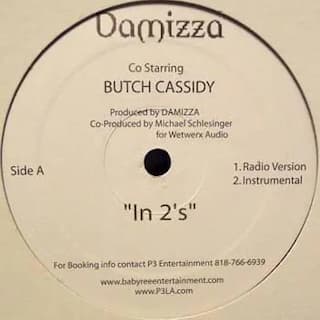 Damizza
Co Starring
BUTCH CASSIDY
Produced by DAMIZZA
Co-Produced by Michael Schlesinger
for Wetwerx Audio
Side A
1. Radio Version
2. Instrumental
"In 2's"
For Booking info contact P3 Entertainment 818-766-6939
www.babyreeentertainment.com
www.P3LA.com